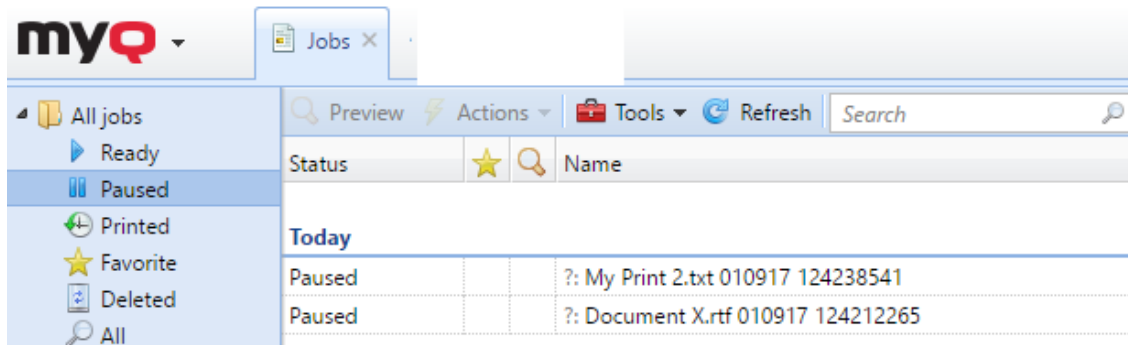 myQ
Jobs
All jobs
Ready
Paused
Printed
Favorite
Deleted
All
Preview Actions Tools Refresh Search
Status Name
Today
Paused ?: My Print 2.txt 010917 124238541
Paused ?: Document X.rtf 010917 124212265